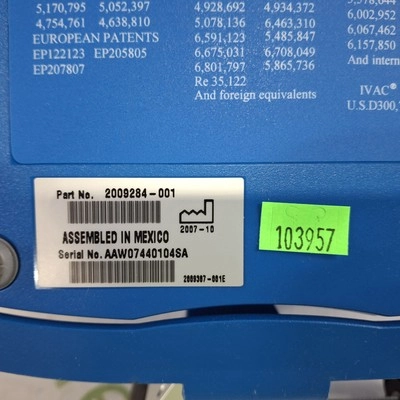 5,170,795 5,052,397
4,754,761 4,638,810
EUROPEAN PATENTS
EP122123 EP205805
EP207807
4,928,692 4,934,372
5,078,136 6,463,310
6,591,123 5,485,847
6,675,031 6,708,049
6,801,797 5,865,736
Re 35,122
And foreign equivalents
6,002,952
6,067,462
6,157,850
And intern
IVAC®
U.S.D300,
Part No. 2009284-001
2007-10
ASSEMBLED IN MEXICO
Serial No. AAW07440104SA
2009307-001E
103957